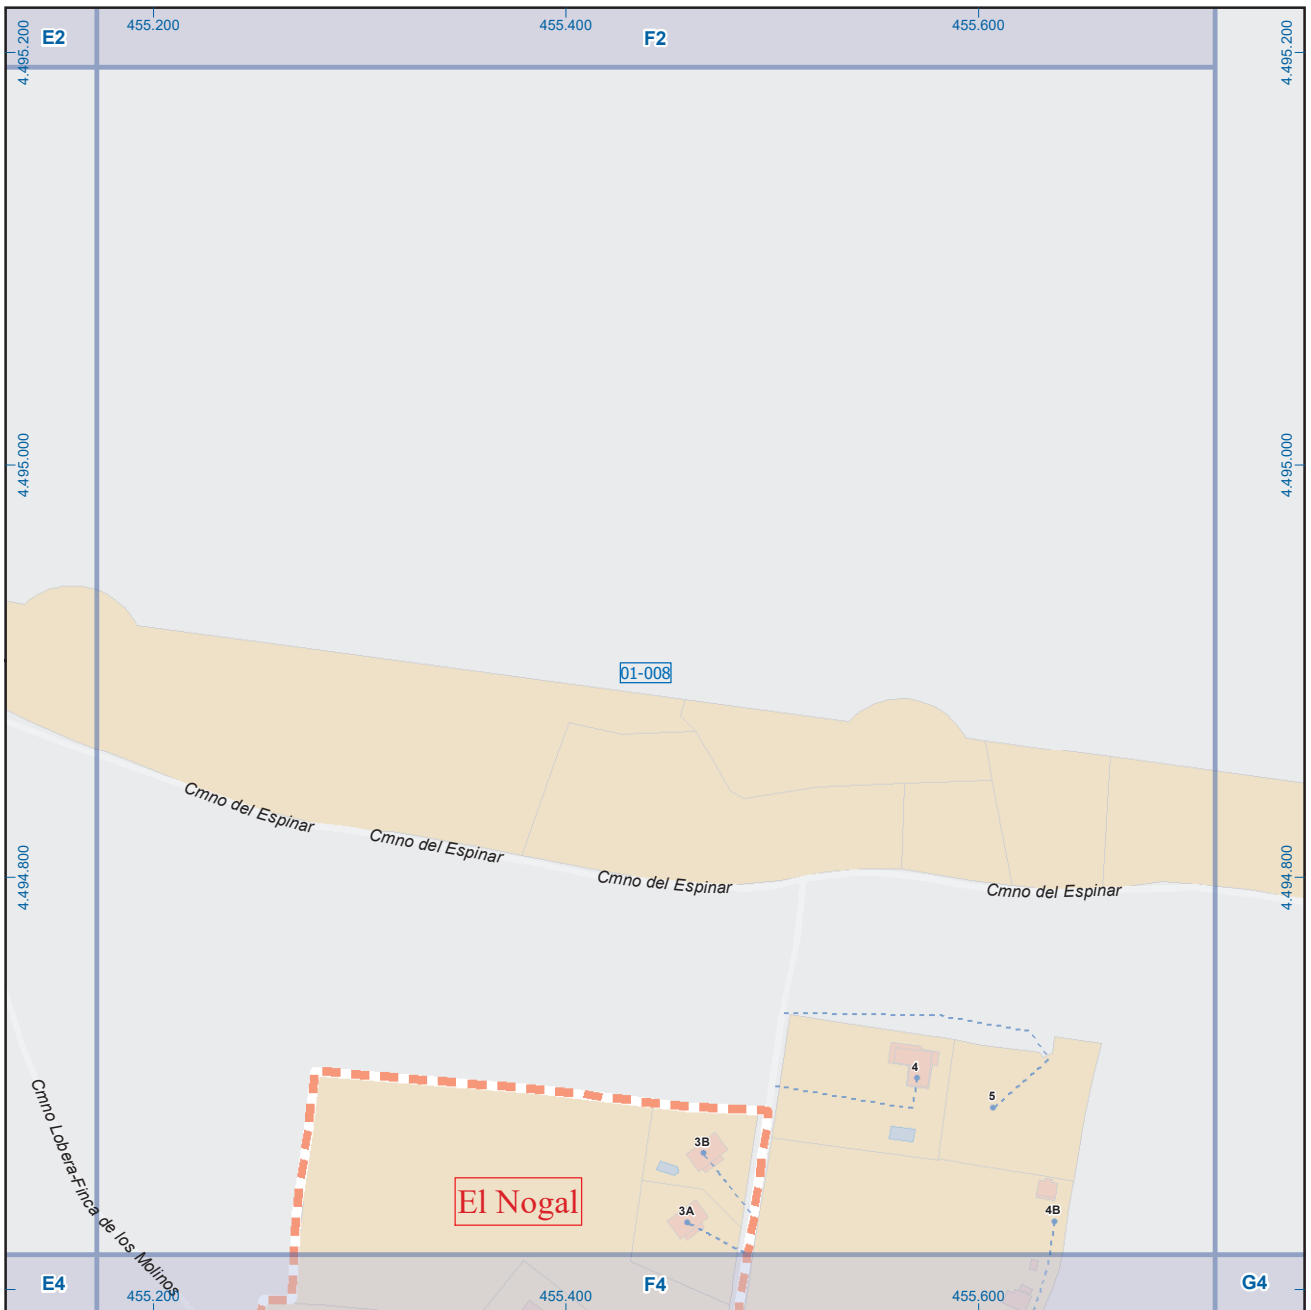 455.200
455.400
455.600
E2
F2
4.495.200
4.495.200
4.495.000
4.495.000
01-008
Cmno del Espinar
Cmno del Espinar
Cmno del Espinar
Cmno del Espinar
4.494.800
4.494.800
4
5
Cmno Lobera-Finca de los Molinos
3B
El Nogal
3A
4B
E4
F4
G4
455.200
455.400
455.600